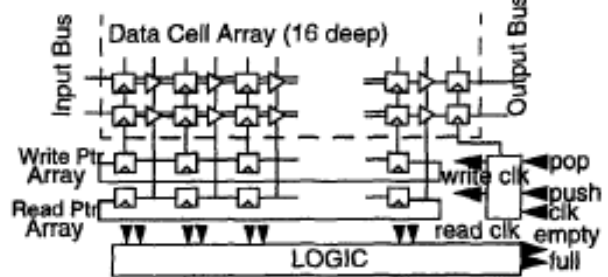 Input Bus
Data Cell Array (16 deep)
Output Bus
Write Ptr
Array
Read Ptr
Array
write clk
read clk
pop
push
clk
empty
full
LOGIC